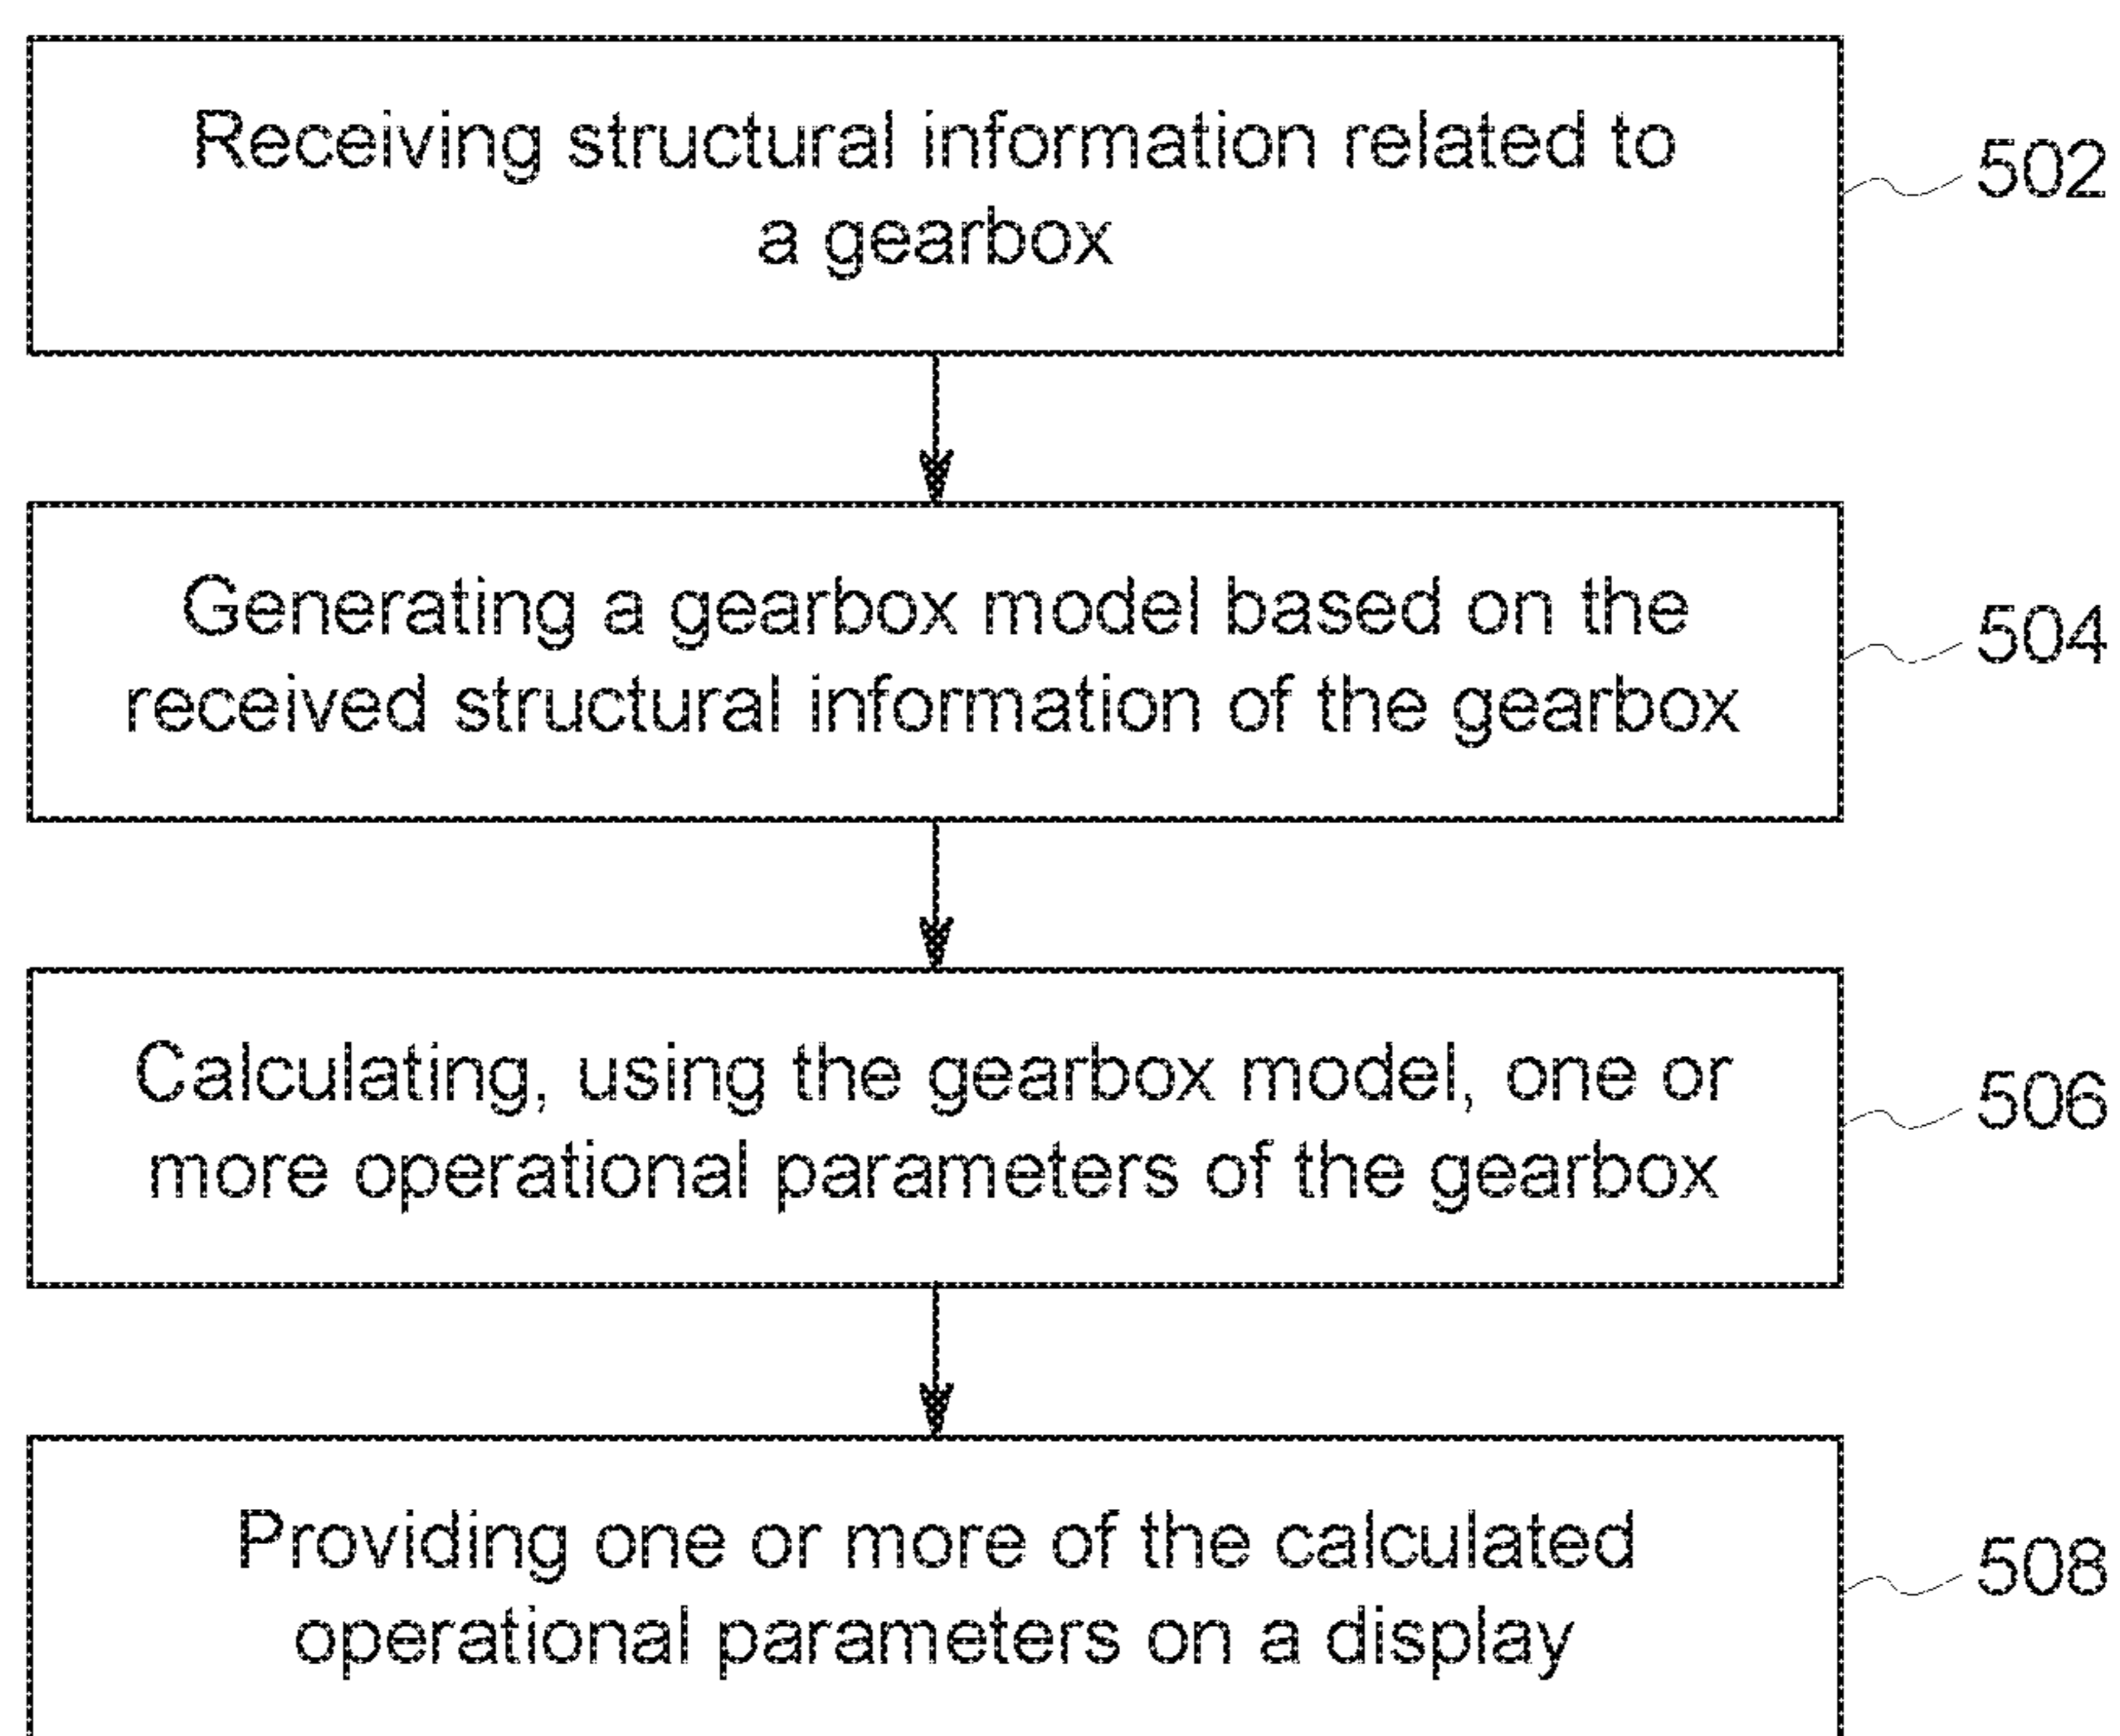 Receiving structural information related to
a gearbox
502
Generating a gearbox model based on the
received structural information of the gearbox
504
Calculating, using the gearbox model, one or
more operational parameters of the gearbox
506
Providing one or more of the calculated
operational parameters on a display
508